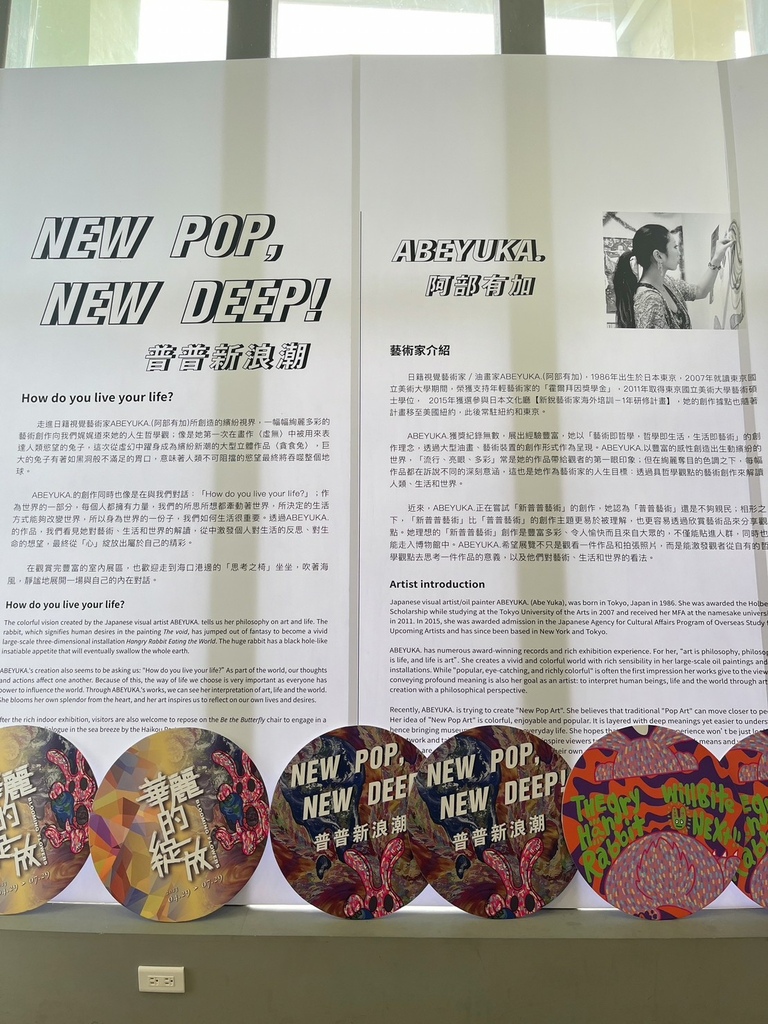 NEW POP,
NEW DEEP!
普普新浪潮
How do you live your life?
走進日籍視覺藝術家ABEYUKA.(阿部有加)所創造的繽紛視界，一幅幅絢麗多彩的
藝術創作向我們娓娓道來她的人生哲學觀；像是她第一次在畫作《虛無》中被用來表
達人類慾望的兔子，這次從虛幻中躍身成為繽紛新潮的大型立體作品《貪食兔》，巨
大的兔子有著如黑洞般不滿足的胃口，意味著人類不可阻擋的慾望最終將吞噬整個地
球。
ABEYUKA.的創作同時也像是在與我們對話：「How do you live your life?」；作
為世界的一部分，每個人都擁有力量，我們的所思所想都牽動著世界，所決定的生活
方式能夠改變世界，所以身為世界的一份子，我們如何生活很重要。透過ABEYUKA.
的作品，我們看見她對藝術、生活和世界的解讀，從中激發個人對生活的反思、對生
命的想望，最終從「心」綻放出屬於自己的精彩。
在觀賞完豐富的室內展區，也歡迎走到海口港邊的「思考之椅」坐坐，吹著海
風，靜謐地展開一場與自己的內在對話。
How do you live your life?
The colorful vision created by the Japanese visual artist ABEYUKA. tells us her philosophy on art and life. The
rabbit, which signifies human desires in the painting The void, has jumped out of fantasy to become a vivid
large-scale three-dimensional installation Hangry Rabbit Eating the World. The huge rabbit has a black hole-like
insatiable appetite that will eventually swallow the whole earth.
ABEYUKA.'s creation also seems to be asking us: "How do you live your life?" As part of the world, our thoughts
and actions affect one another. Because of this, the way of life we choose is very important as everyone has
power to influence the world. Through ABEYUKA.'s works, we can see her interpretation of art, life and the world.
She blooms her own splendor from the heart, and her art inspires us to reflect on our own lives and desires.
After the rich indoor exhibition, visitors are also welcome to repose on the Be the Butterfly chair to engage in a
dialogue in the sea breeze by the Haikou
ABEYUKA.
阿部有加
藝術家介紹
日籍視覺藝術家 / 油畫家ABEYUKA.(阿部有加)，1986年出生於日本東京，2007年就讀東京國
立美術大學期間，榮獲支持年輕藝術家的「霍爾拜因獎學金」，2011年取得東京國立美術大學藝術碩
士學位， 2015年獲選參與日本文化廳【新銳藝術家海外培訓－1年研修計畫】，她的創作據點也隨著
計畫移至美國紐約，此後常駐紐約和東京。
ABEYUKA.獲獎紀錄無數，展出經驗豐富，她以「藝術即哲學，哲學即生活，生活即藝術」的創
作理念，透過大型油畫、藝術裝置的創作形式作為呈現。ABEYUKA.以豐富的感性創造出生動繽紛的
世界，「流行、亮眼、多彩」常是她的作品帶給觀者的第一眼印象；但在絢麗奪目的色調之下，每幅
作品都在訴說不同的深刻意涵，這也是她作為藝術家的人生目標：透過具哲學觀點的藝術創作來解讀
人類、生活和世界。
近來，ABEYUKA.正在嘗試「新普普藝術」的創作，她認為「普普藝術」還是不夠親民；相形之
下，「新普普藝術」比「普普藝術」的創作主題更易於被理解，也更容易透過欣賞藝術品來分享觀
點。她理想的「新普普藝術」創作是豐富多彩、令人愉快而且來自大眾的，不僅能貼進人群，同時也
能走入博物館中。ABEYUKA.希望展覽不只是觀看一件作品和拍張照片，而是能激發觀者從自有的哲
學觀點去思考一件作品的意義，以及他們對藝術、生活和世界的看法。
Artist introduction
Japanese visual artist/oil painter ABEYUKA. (Abe Yuka), was born in Tokyo, Japan in 1986. She was awarded the Holbein
Scholarship while studying at the Tokyo University of the Arts in 2007 and received her MFA at the namesake university
in 2011. In 2015, she was awarded admission in the Japanese Agency for Cultural Affairs Program of Overseas Study for
Upcoming Artists and has since been based in New York and Tokyo.
ABEYUKA. has numerous award-winning records and rich exhibition experience. For her, "art is philosophy, philosophy
is life, and life is art". She creates a vivid and colorful world with rich sensibility in her large-scale oil paintings and
installations. While "popular, eye-catching, and richly colorful" is often the first impression her works give to the viewer,
conveying profound meaning is also her goal as an artist: to interpret human beings, life and the world through art
creation with a philosophical perspective.
Recently, ABEYUKA. is trying to create "New Pop Art". She believes that traditional "Pop Art" can move closer to people.
Her idea of "New Pop Art" is colorful, enjoyable and popular. It is layered with deep meanings yet easier to understand,
hence bringing
華麗
的
綻放
04.29 - 07.29
華麗
的
綻放
BLOOMING FLOWERS
04.29 - 07.29
NEW POP,
NEW DEEP
普普新浪潮
NEW POP,
NEW DEEP!
普普新浪潮
Theory
Hangry
Rabbit
Will Bite
NEXT!!